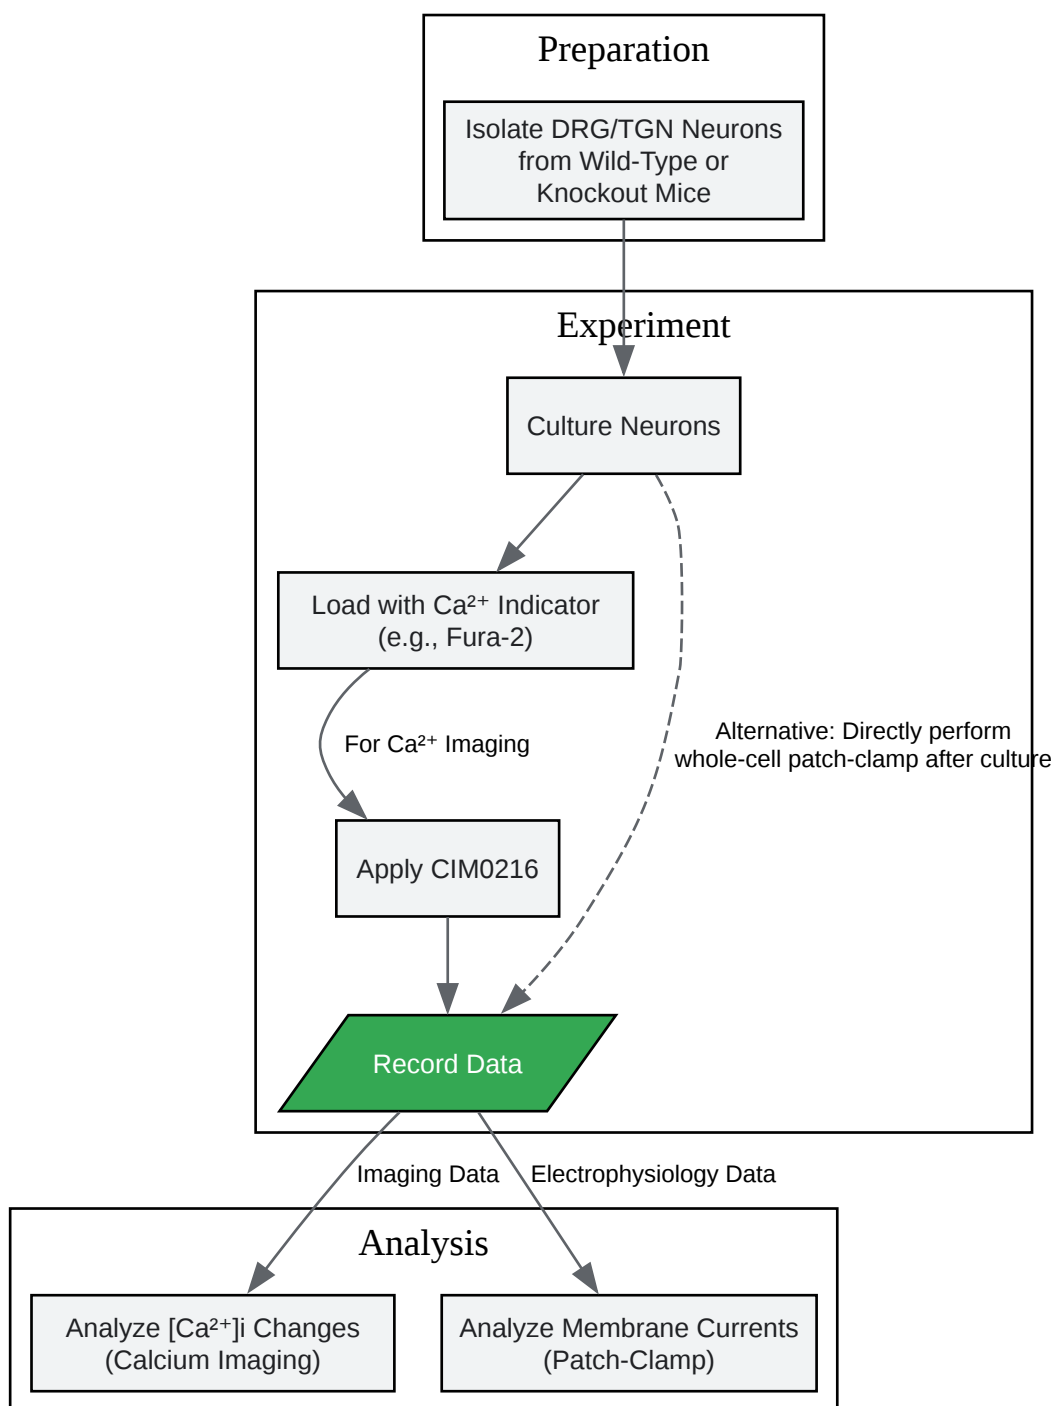 Preparation
Isolate DRG/TGN Neurons
from Wild-Type or
Knockout Mice
Experiment
Culture Neurons
Load with Ca²⁺ Indicator
(e.g., Fura-2)
For Ca²⁺ Imaging
Alternative: Directly perform
whole-cell patch-clamp after culture
Apply CIM0216
Record Data
Imaging Data
Electrophysiology Data
Analysis
Analyze [Ca²⁺]i Changes
(Calcium Imaging)
Analyze Membrane Currents
(Patch-Clamp)